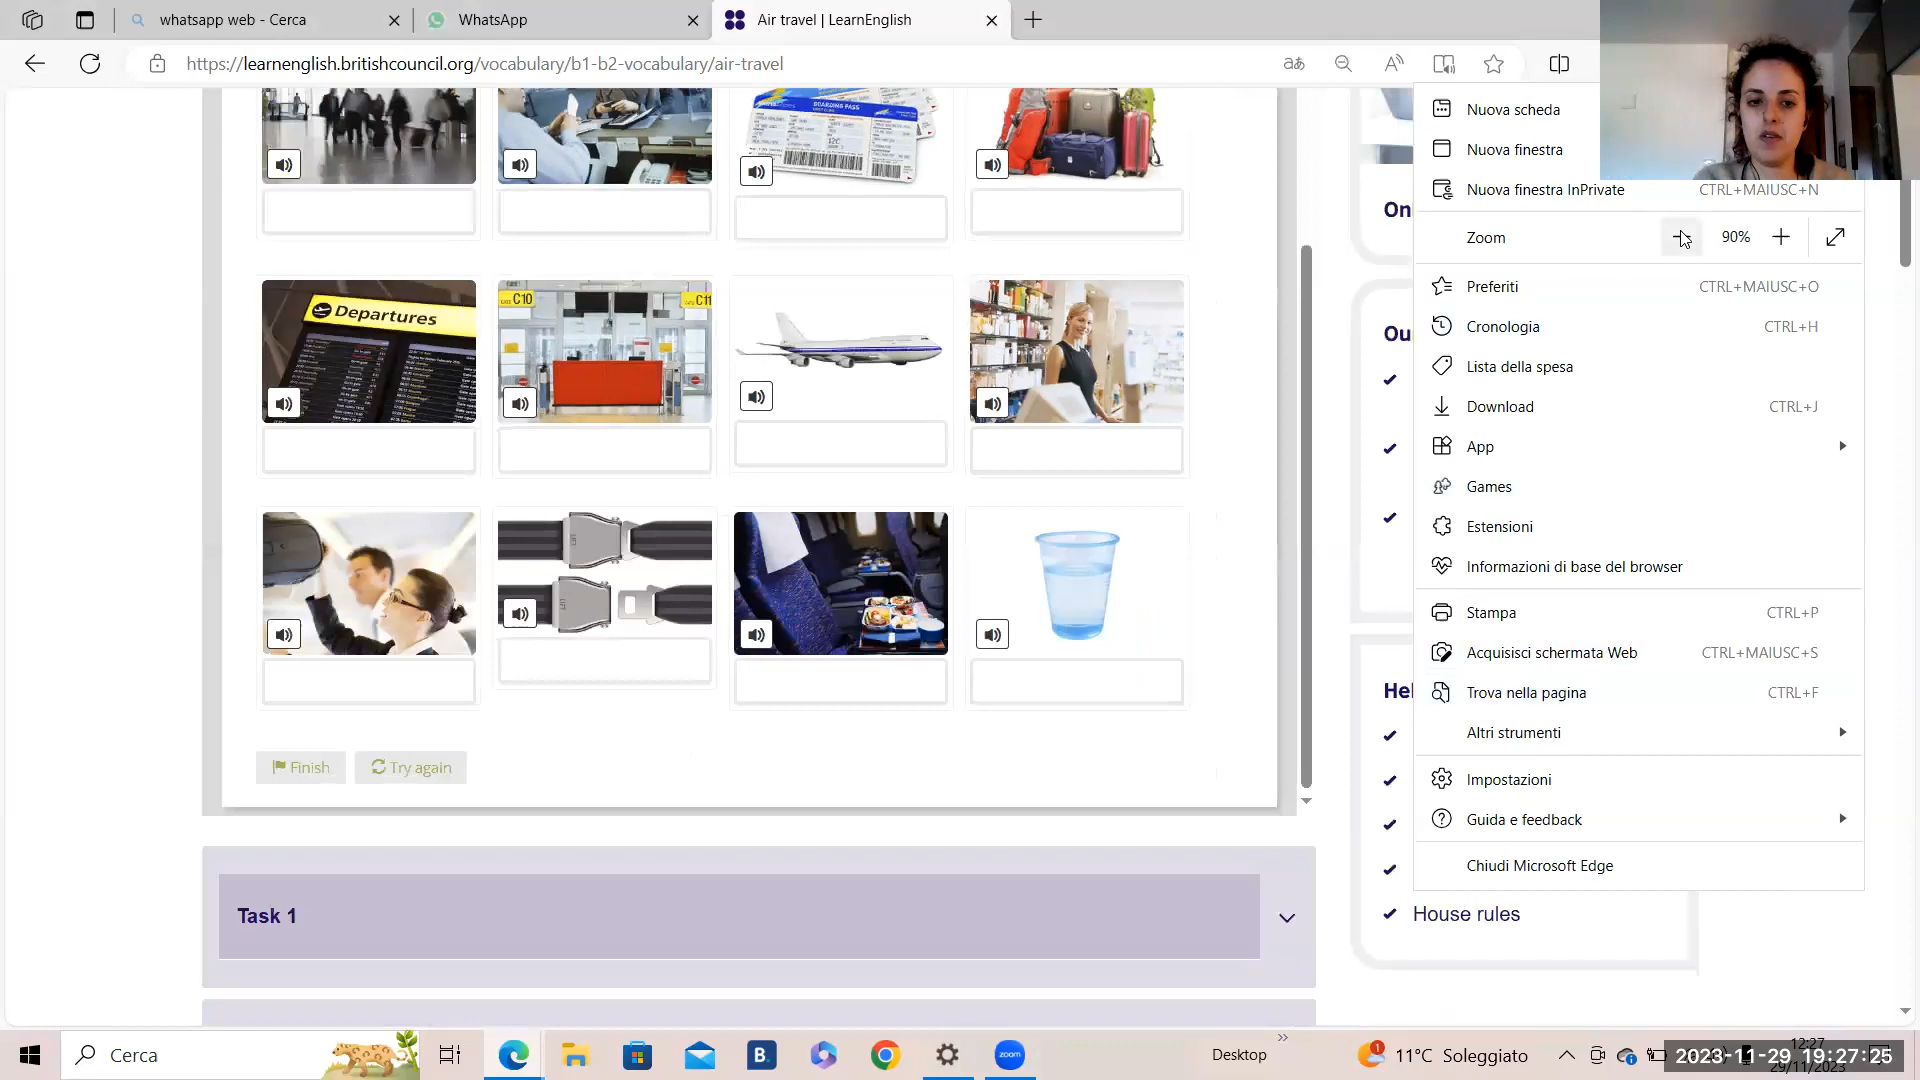 whatsapp web - Cerca
WhatsApp
Air travel | LearnEnglish
https://learnenglish.britishcouncil.org/vocabulary/b1-b2-vocabulary/air-travel
Nuova scheda
Nuova finestra
Nuova finestra InPrivate CTRL+MAIUSC+N
Zoom 90%
Preferiti CTRL+MAIUSC+O
Cronologia CTRL+H
Lista della spesa
Download CTRL+J
App
Games
Estensioni
Informazioni di base del browser
Stampa CTRL+P
Acquisisci schermata Web CTRL+MAIUSC+S
Trova nella pagina CTRL+F
Altri strumenti
Impostazioni
Guida e feedback
Chiudi Microsoft Edge
BOARDING PASS
Departures
C10
C11
On
Ou
Hel
House rules
Finish
Try again
Task 1
Cerca
zoom
Desktop
1
11°C Soleggiato
12:27
29/11/2023
2023-11-29 19:27:25